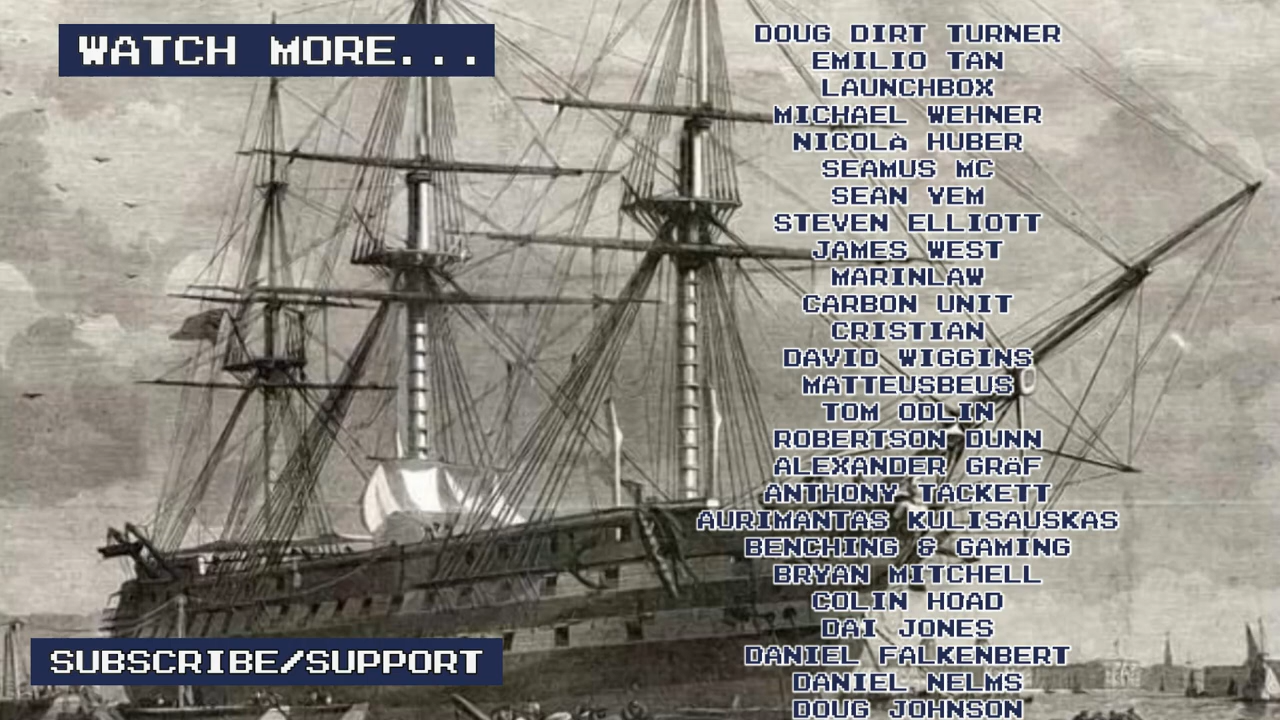 WATCH MORE...
DOUG DIRT TURNER
EMILIO TAN
LAUNCHBOX
MICHAEL WEHNER
NICOLA HUBER
SEAMUS MC
SEAN YEM
STEVEN ELLIOTT
JAMES WEST
MARINLAW
CARBON UNIT
CRISTIAN
DAVID WIGGINS
MATTEUSBEUS
TOM ODLIN
ROBERTSON DUNN
ALEXANDER GRäF
ANTHONY TACKETT
AURIMANTAS KULISAUSKAS
BENCHING & GAMING
BRYAN MITCHELL
COLIN HOAD
DAI JONES
DANIEL FALKENBERT
DANIEL NELMS
DOUG JOHNSON
SUBSCRIBE/SUPPORT